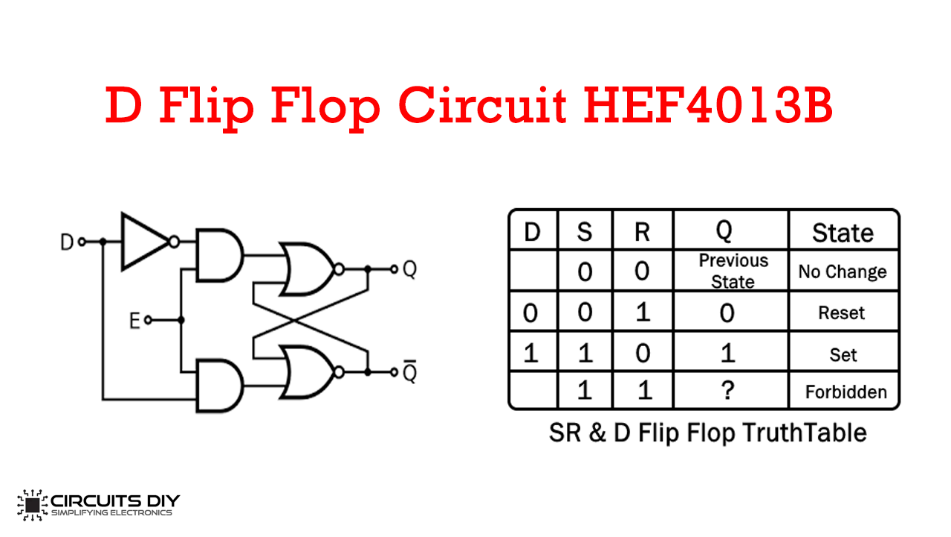 D Flip Flop Circuit HEF4013B
D
E
Q
Q̅
D S R Q State
0 0 Previous State No Change
0 0 1 0 Reset
1 1 0 1 Set
1 1 ? Forbidden
SR & D Flip Flop TruthTable
CIRCUITS DIY
SIMPLIFYING ELECTRONICS